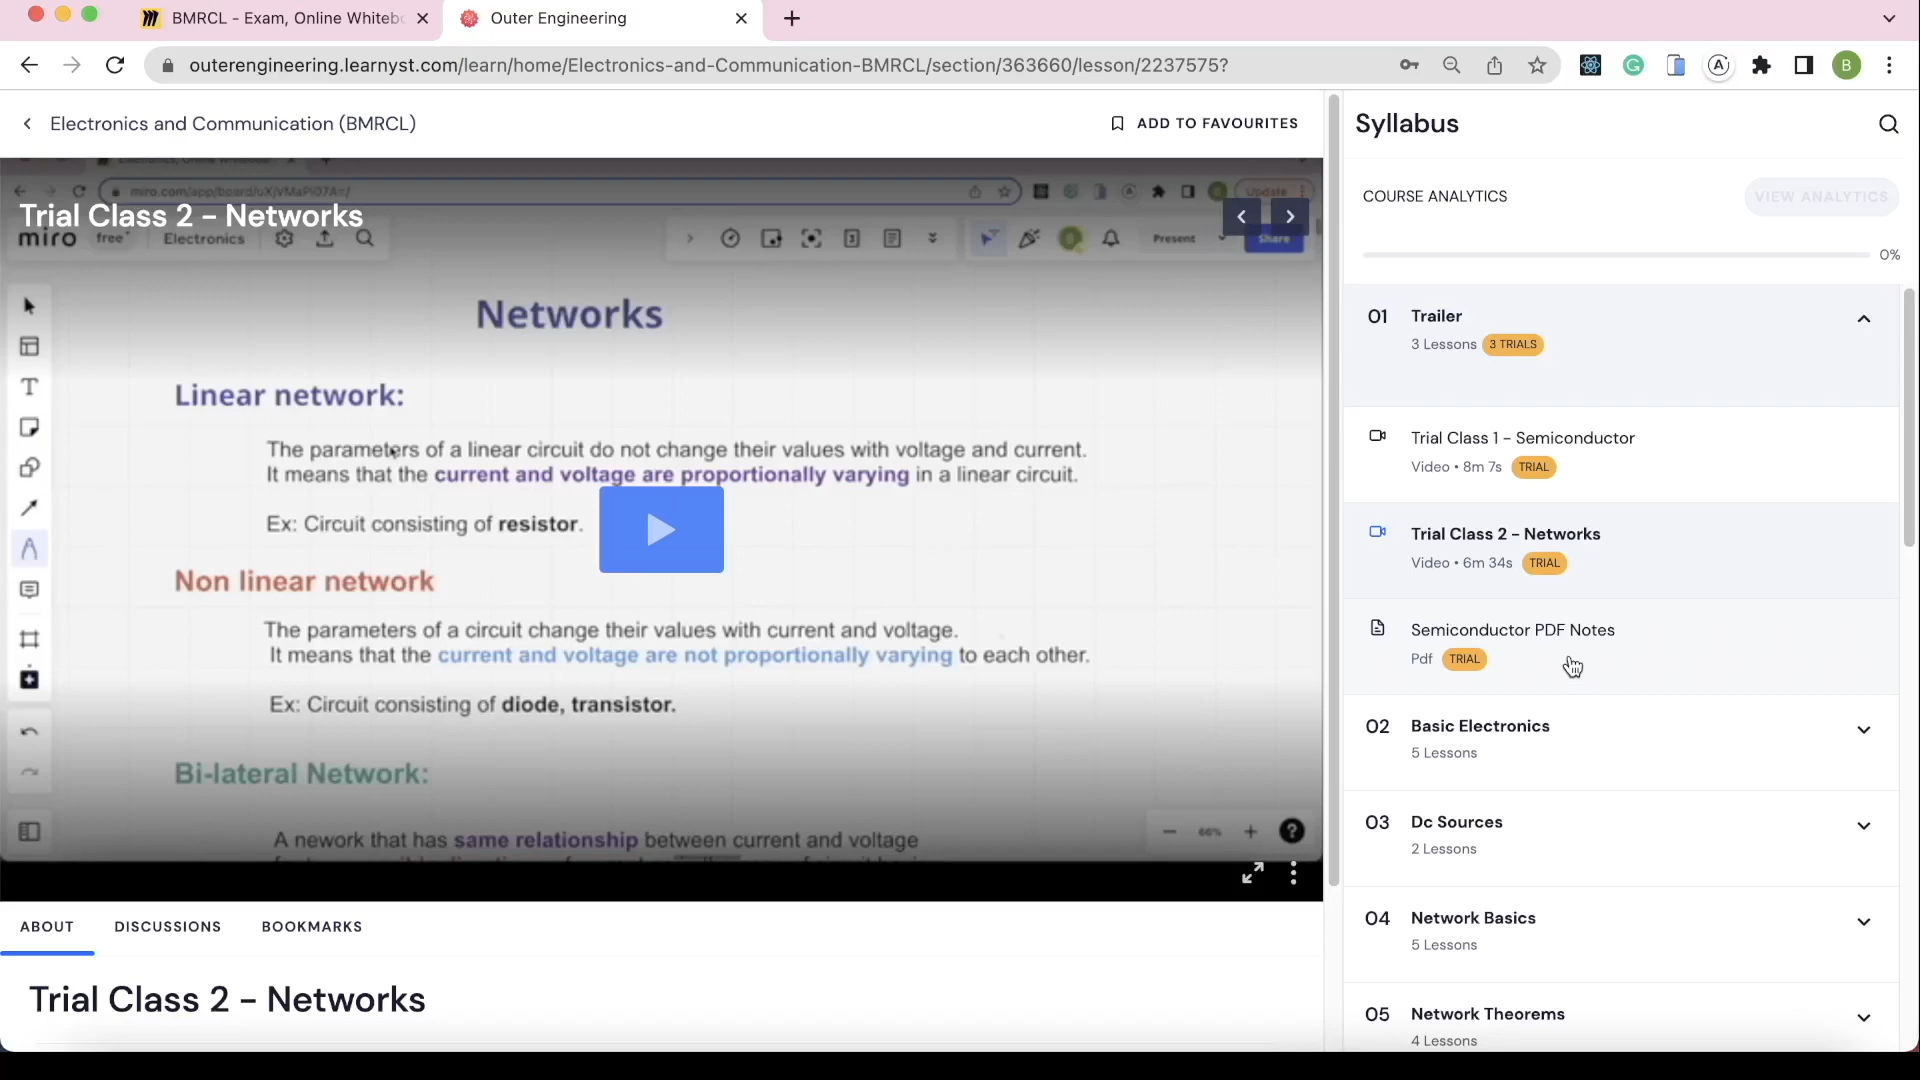 BMRCL - Exam, Online Whitebo
Outer Engineering
outerengineering.learnyst.com/learn/home/Electronics-and-Communication-BMRCL/section/363660/lesson/2237575?
B
Electronics and Communication (BMRCL)
ADD TO FAVOURITES
miro.com/app/board/uXjVMaPl07A=/
Update
Trial Class 2 - Networks
miro free Electronics
Present
Share
Networks
Linear network:
The parameters of a linear circuit do not change their values with voltage and current.
It means that the current and voltage are proportionally varying in a linear circuit.
Ex: Circuit consisting of resistor.
Non linear network
The parameters of a circuit change their values with current and voltage.
It means that the current and voltage are not proportionally varying to each other.
Ex: Circuit consisting of diode, transistor.
Bi-lateral Network:
A nework that has same relationship between current and voltage
66%
ABOUT
DISCUSSIONS
BOOKMARKS
Trial Class 2 - Networks
Syllabus
COURSE ANALYTICS
VIEW ANALYTICS
0%
01 Trailer
3 Lessons 3 TRIALS
Trial Class 1 - Semiconductor
Video • 8m 7s TRIAL
Trial Class 2 - Networks
Video • 6m 34s TRIAL
Semiconductor PDF Notes
Pdf TRIAL
02 Basic Electronics
5 Lessons
03 Dc Sources
2 Lessons
04 Network Basics
5 Lessons
05 Network Theorems
4 Lessons